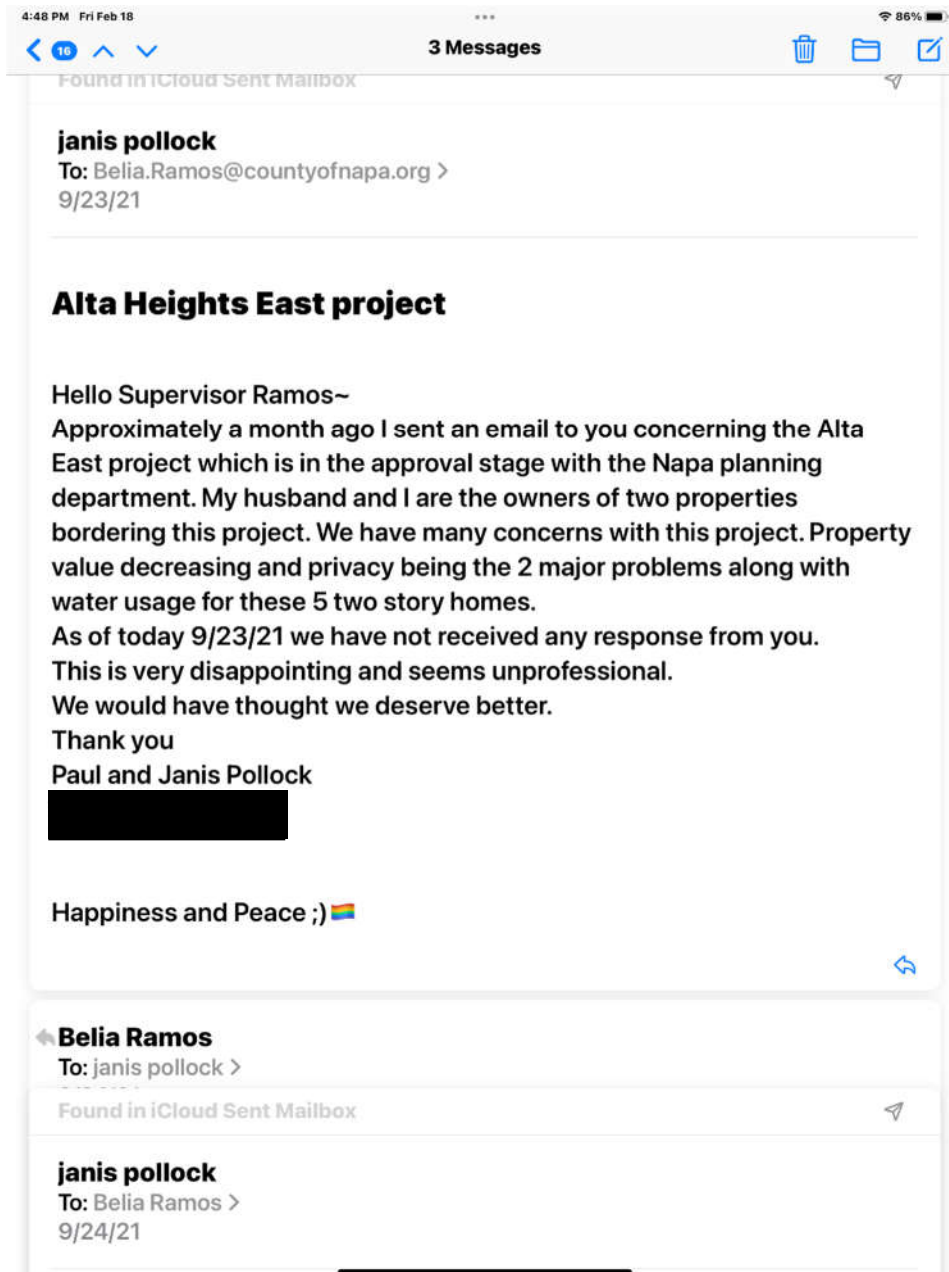 4:48 PM Fri Feb 18
86%
16
3 Messages
Found in iCloud Sent Mailbox
janis pollock
To: Belia.Ramos@countyofnapa.org >
9/23/21
Alta Heights East project
Hello Supervisor Ramos~
Approximately a month ago I sent an email to you concerning the Alta
East project which is in the approval stage with the Napa planning
department. My husband and I are the owners of two properties
bordering this project. We have many concerns with this project. Property
value decreasing and privacy being the 2 major problems along with
water usage for these 5 two story homes.
As of today 9/23/21 we have not received any response from you.
This is very disappointing and seems unprofessional.
We would have thought we deserve better.
Thank you
Paul and Janis Pollock
Happiness and Peace ;) 🏳️‍🌈
Belia Ramos
To: janis pollock >
Found in iCloud Sent Mailbox
janis pollock
To: Belia Ramos >
9/24/21